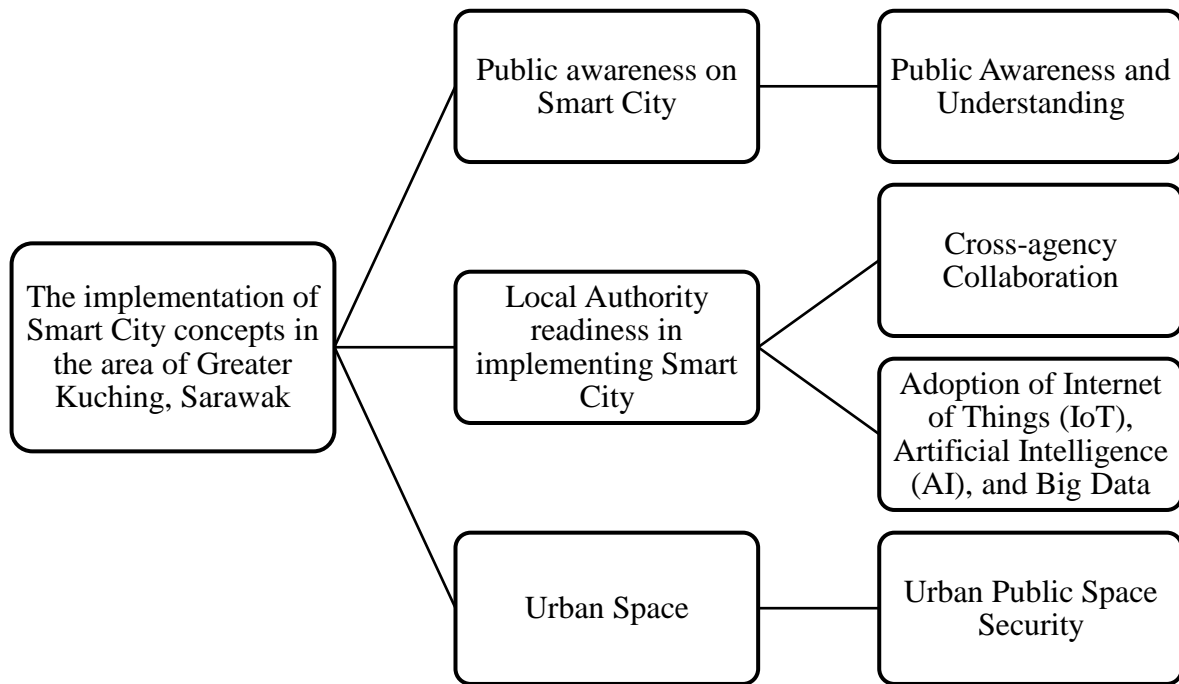 The implementation of
Smart City concepts in
the area of Greater
Kuching, Sarawak
Public awareness on
Smart City
Public Awareness and
Understanding
Local Authority
readiness in
implementing Smart
City
Cross-agency
Collaboration
Adoption of Internet
of Things (IoT),
Artificial Intelligence
(AI), and Big Data
Urban Space
Urban Public Space
Security